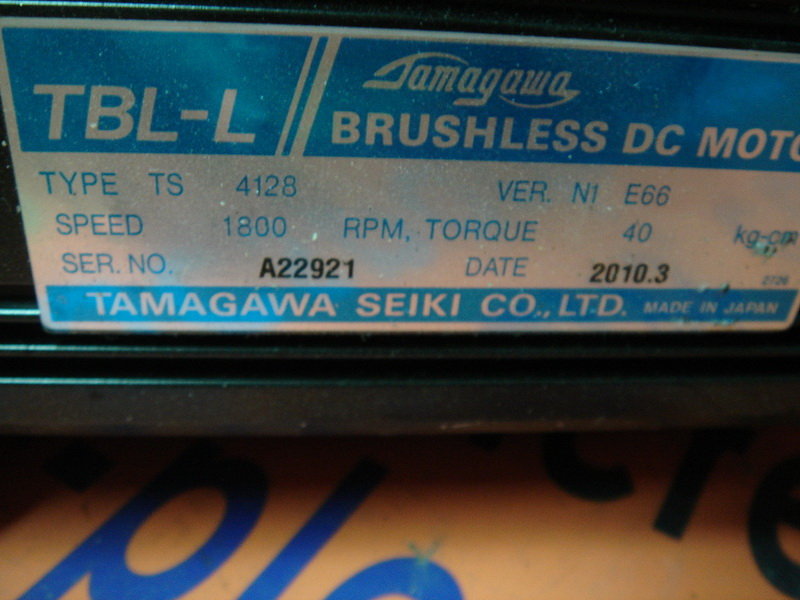 Tamagawa
TBL-L BRUSHLESS DC MOTO
TYPE TS 4128 VER. N1 E66
SPEED 1800 RPM, TORQUE 40 kg-cm
SER. NO. A22921 DATE 2010.3
TAMAGAWA SEIKI CO., LTD. MADE IN JAPAN